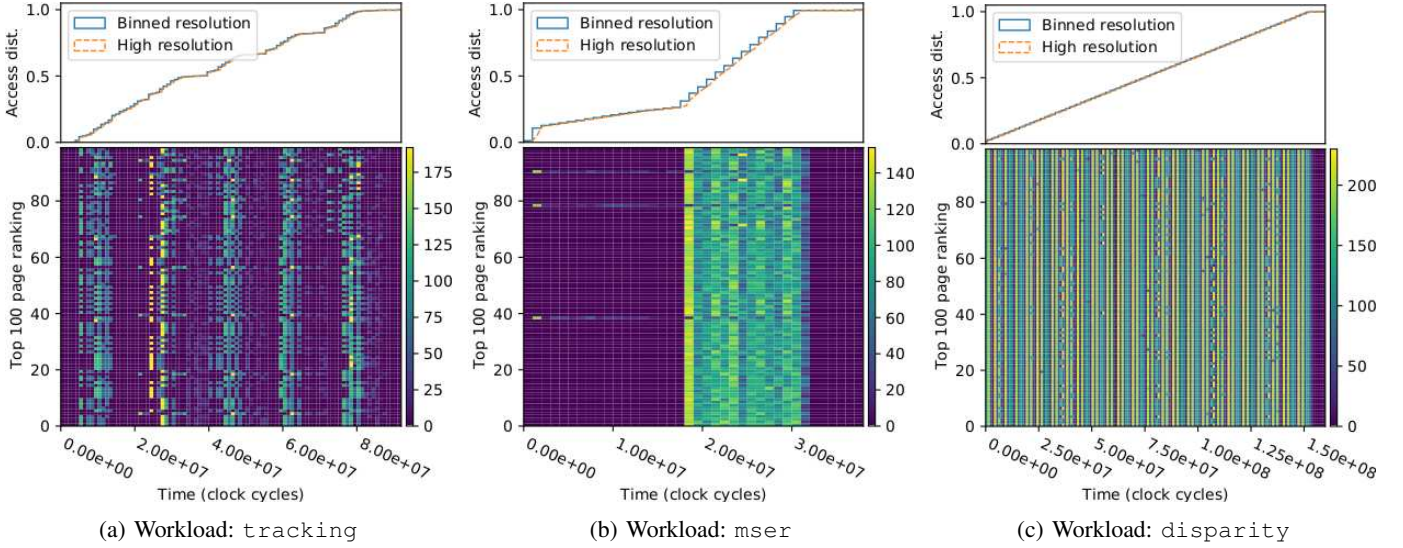 1.0
0.5
0.0
Access dist.
Binned resolution
High resolution
80
60
40
20
0
Top 100 page ranking
175
150
125
100
75
50
25
0
0.00e+00
2.00e+07
4.00e+07
6.00e+07
8.00e+07
Time (clock cycles)
(a) Workload: tracking
1.0
0.5
0.0
Access dist.
Binned resolution
High resolution
80
60
40
20
0
Top 100 page ranking
140
120
100
80
60
40
20
0
0.00e+00
1.00e+07
2.00e+07
3.00e+07
Time (clock cycles)
(b) Workload: mser
1.0
0.5
0.0
Access dist.
Binned resolution
High resolution
80
60
40
20
0
Top 100 page ranking
200
150
100
50
0
0.00e+00
2.50e+07
5.00e+07
7.50e+07
1.00e+08
1.25e+08
1.50e+08
Time (clock cycles)
(c) Workload: disparity